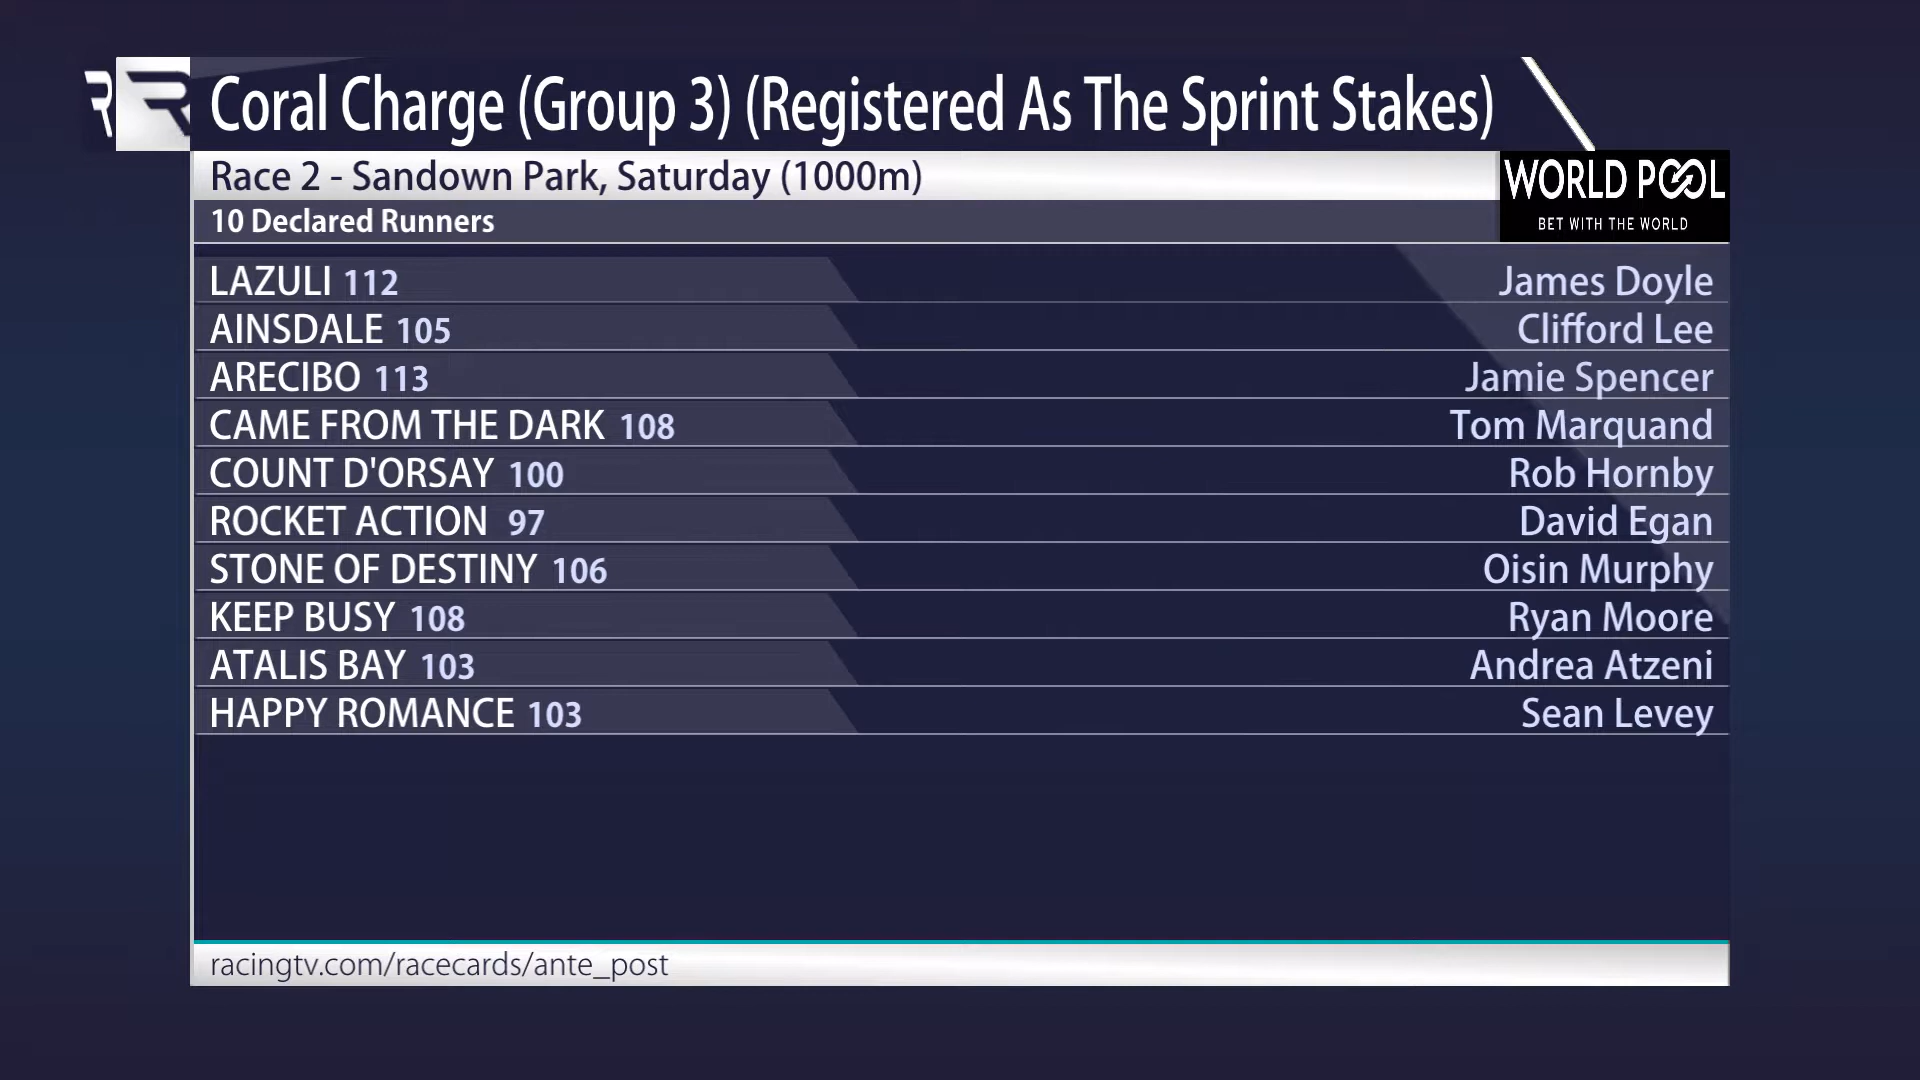 Coral Charge (Group 3) (Registered As The Sprint Stakes)
Race 2 - Sandown Park, Saturday (1000m)
WORLD POOL
BET WITH THE WORLD
10 Declared Runners
LAZULI 112 James Doyle
AINSDALE 105 Clifford Lee
ARECIBO 113 Jamie Spencer
CAME FROM THE DARK 108 Tom Marquand
COUNT D'ORSAY 100 Rob Hornby
ROCKET ACTION 97 David Egan
STONE OF DESTINY 106 Oisin Murphy
KEEP BUSY 108 Ryan Moore
ATALIS BAY 103 Andrea Atzeni
HAPPY ROMANCE 103 Sean Levey
racingtv.com/racecards/ante_post